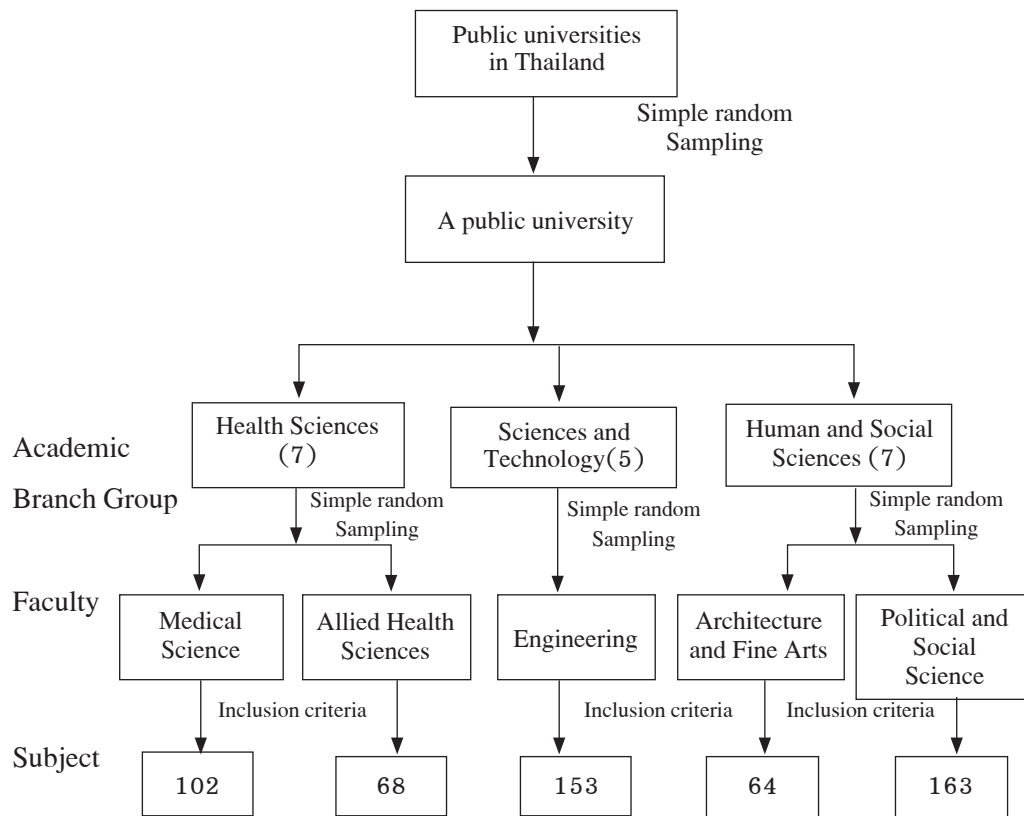 Public universities
in Thailand
Simple random
Sampling
A public university
Academic
Branch Group
Health Sciences
(7)
Sciences and
Technology(5)
Human and Social
Sciences (7)
Simple random
Sampling
Simple random
Sampling
Simple random
Sampling
Faculty
Medical
Science
Allied Health
Sciences
Engineering
Architecture
and Fine Arts
Political and
Social
Science
Inclusion criteria
Inclusion criteria
Inclusion criteria
Subject
102
68
153
64
163